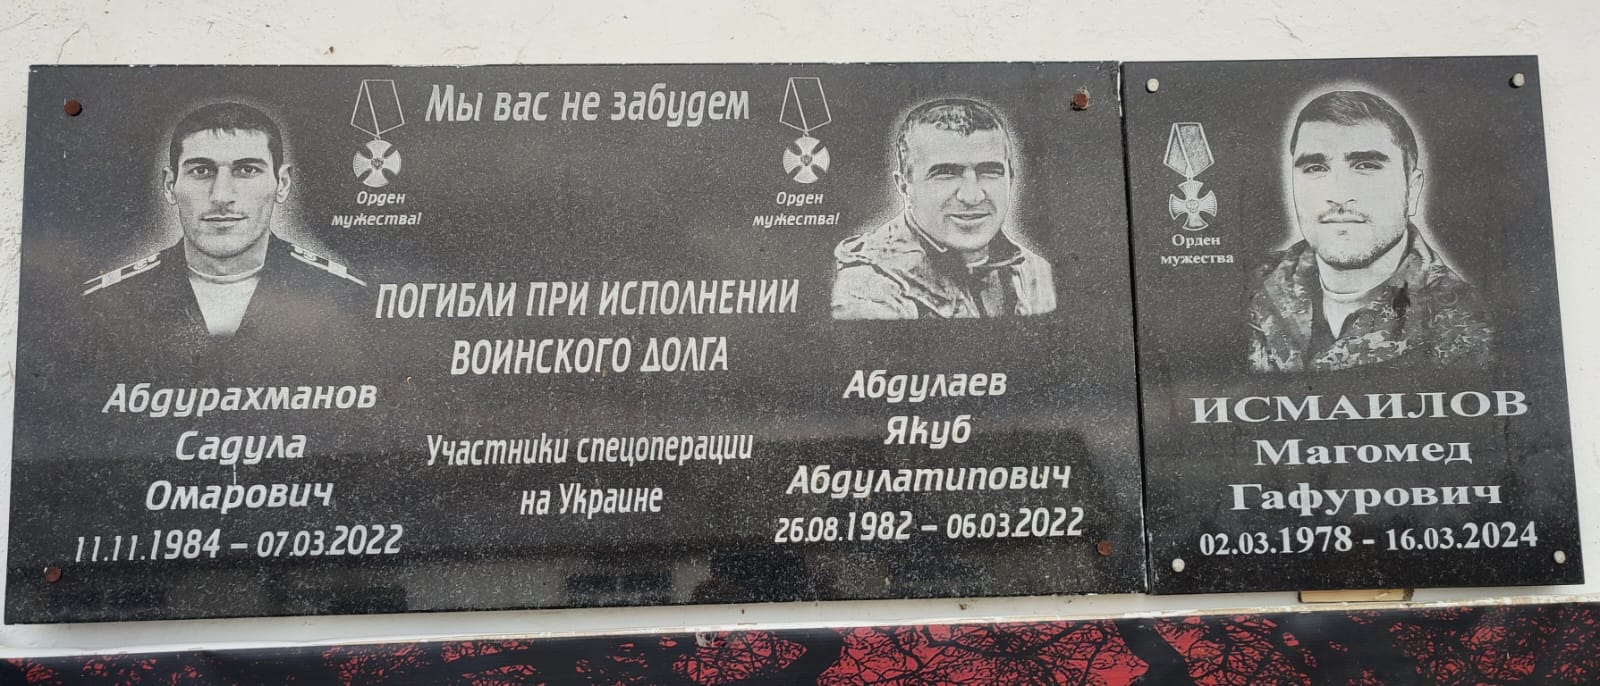 Мы вас не забудем
Орден
мужества!
Орден
мужества!
ПОГИБЛИ ПРИ ИСПОЛНЕНИИ
ВОИНСКОГО ДОЛГА
Абдурахманов
Садула
Омарович
11.11.1984 – 07.03.2022
Участники спецоперации
на Украине
Абдулаев
Якуб
Абдулатипович
26.08.1982 – 06.03.2022
Орден
мужества
ИСМАИЛОВ
Магомед
Гафурович
02.03.1978 - 16.03.2024